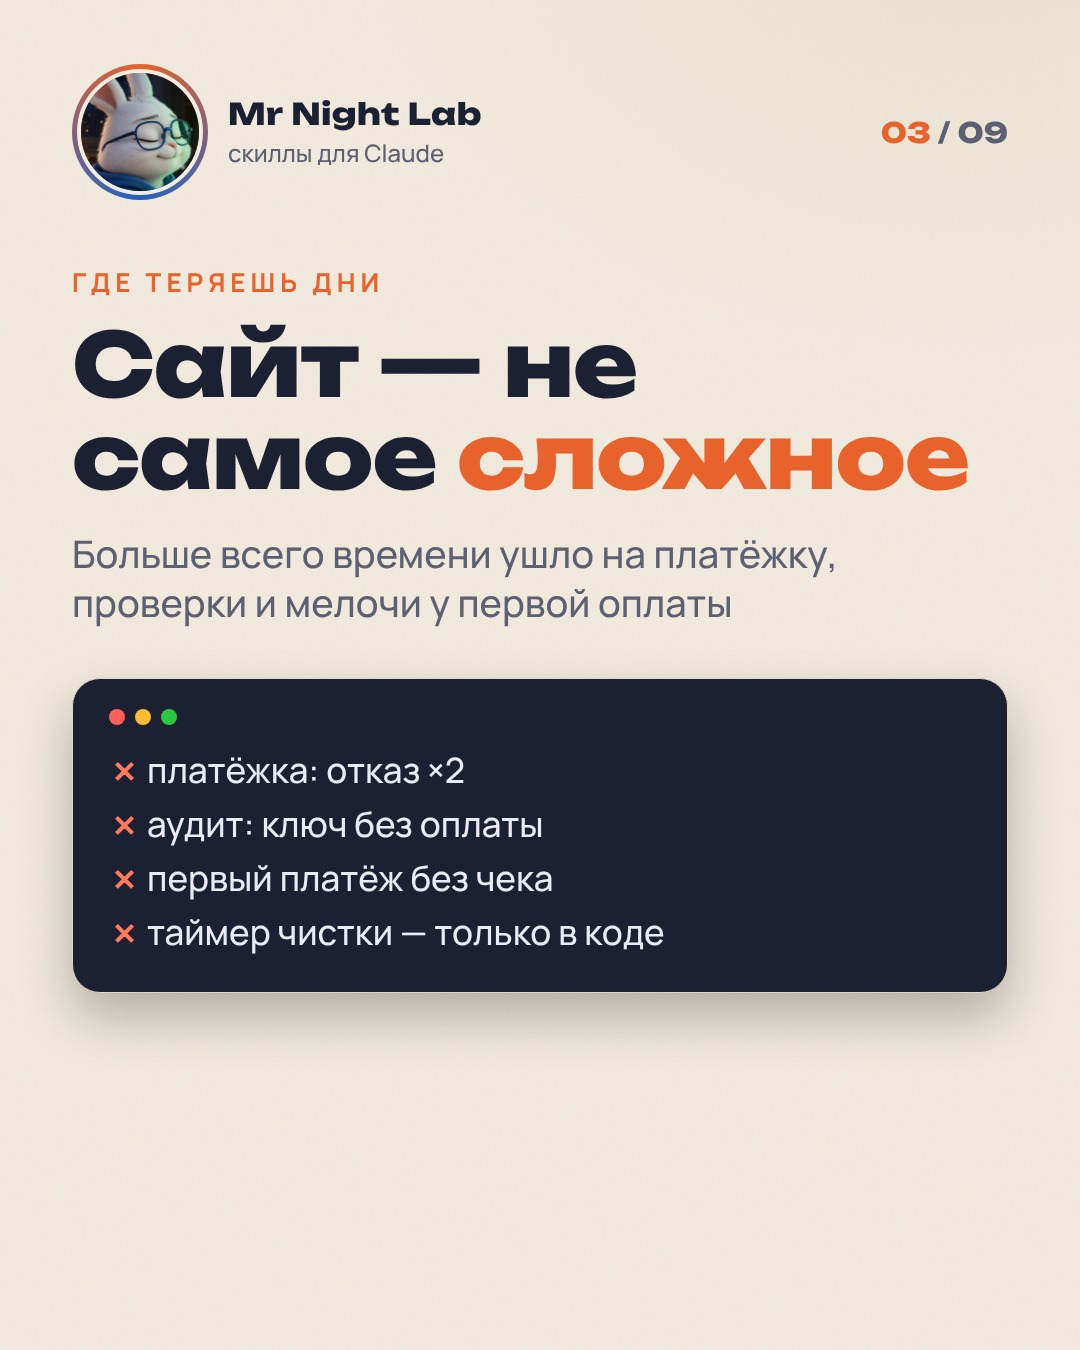 Mr Night Lab
скиллы для Claude
03 / 09
ГДЕ ТЕРЯЕШЬ ДНИ
Сайт — не
самое сложное
Больше всего времени ушло на платёжку,
проверки и мелочи у первой оплаты
× платёжка: отказ ×2
× аудит: ключ без оплаты
× первый платёж без чека
× таймер чистки — только в коде